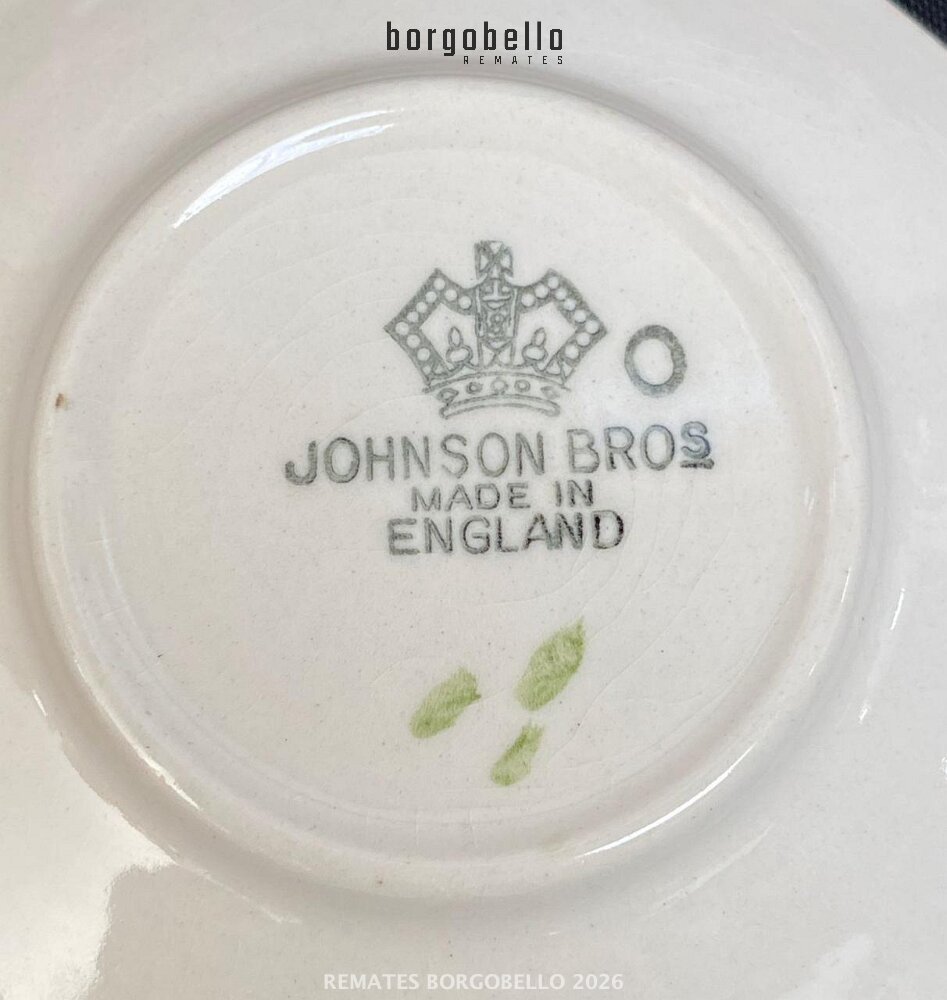 borgobello
REMATES
O
JOHNSON BROS
MADE IN
ENGLAND
REMATES BORGOBELLO 2026